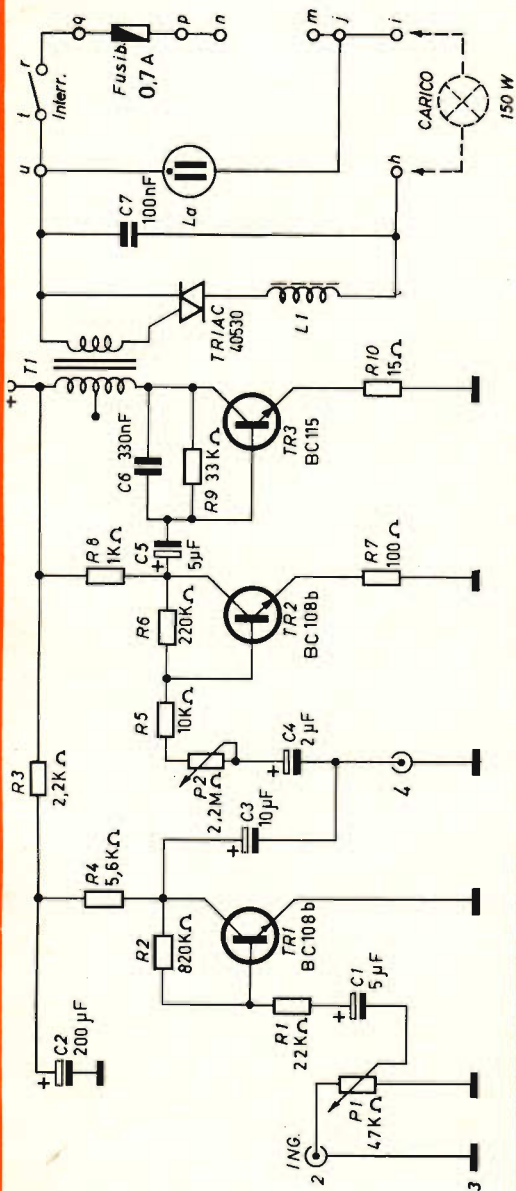 q
Fusib.
0,7A
p
n
m
j
i
r
t
Interr.
CARICO
150 W
u
La
h
C7
100nF
TRIAC
40530
L1
T1
+
C6 330nF
R9 33KΩ
TR3
BC115
R10
15Ω
R8
1KΩ
C5
5µF
+
R6
220KΩ
TR2
BC108b
R7
100Ω
R5
10KΩ
P2
2,2MΩ
+
C4
2µF
4
R3
2,2KΩ
+
C3
10µF
R4
5,6KΩ
R2
820KΩ
TR1
BC108b
R1
22KΩ
+
C1
5µF
+
C2
200µF
ING.
2
P1
47KΩ
3